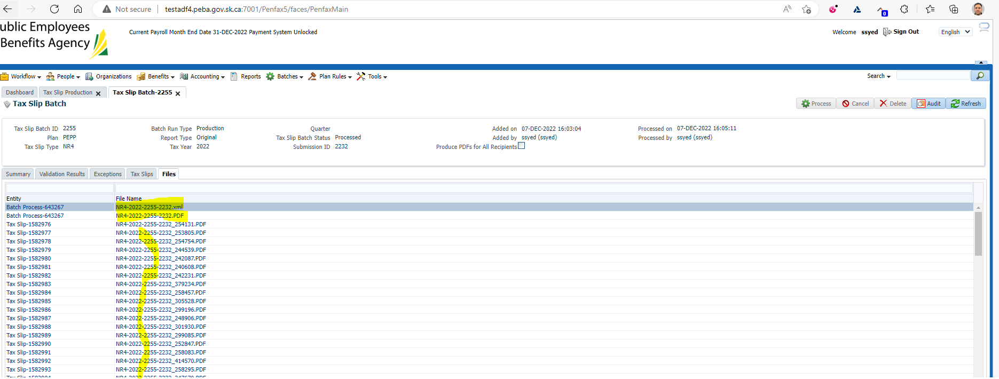 Not secure testadf4.peba.gov.sk.ca:7001/Penfax5/faces/PenfaxMain
0
ublic Employees
Benefits Agency
Current Payroll Month End Date 31-DEC-2022 Payment System Unlocked
Welcome ssyed Sign Out English
Workflow People Organizations Benefits Accounting Reports Batches Plan Rules Tools Search
Dashboard Tax Slip Production Tax Slip Batch-2255
Tax Slip Batch Process Cancel Delete Audit Refresh
Tax Slip Batch ID 2255 Batch Run Type Production Quarter Added on 07-DEC-2022 16:03:04 Processed on 07-DEC-2022 16:05:11
Plan PEPP Report Type Original Tax Slip Batch Status Processed Added by ssyed (ssyed) Processed by ssyed (ssyed)
Tax Slip Type NR4 Tax Year 2022 Submission ID 2232 Produce PDFs for All Recipients
Summary Validation Results Exceptions Tax Slips Files
Entity File Name
Batch Process-643267 NR4-2022-2255-2232.xml
Batch Process-643267 NR4-2022-2255-2232.PDF
Tax Slip-1582976 NR4-2022-2255-2232_254131.PDF
Tax Slip-1582977 NR4-2022-2255-2232_253805.PDF
Tax Slip-1582978 NR4-2022-2255-2232_254754.PDF
Tax Slip-1582979 NR4-2022-2255-2232_244539.PDF
Tax Slip-1582980 NR4-2022-2255-2232_242087.PDF
Tax Slip-1582981 NR4-2022-2255-2232_240608.PDF
Tax Slip-1582982 NR4-2022-2255-2232_242231.PDF
Tax Slip-1582983 NR4-2022-2255-2232_379234.PDF
Tax Slip-1582984 NR4-2022-2255-2232_258457.PDF
Tax Slip-1582985 NR4-2022-2255-2232_305528.PDF
Tax Slip-1582986 NR4-2022-2255-2232_299196.PDF
Tax Slip-1582987 NR4-2022-2255-2232_248906.PDF
Tax Slip-1582988 NR4-2022-2255-2232_301930.PDF
Tax Slip-1582989 NR4-2022-2255-2232_299085.PDF
Tax Slip-1582990 NR4-2022-2255-2232_252847.PDF
Tax Slip-1582991 NR4-2022-2255-2232_258083.PDF
Tax Slip-1582992 NR4-2022-2255-2232_414570.PDF
Tax Slip-1582993 NR4-2022-2255-2232_258295.PDF